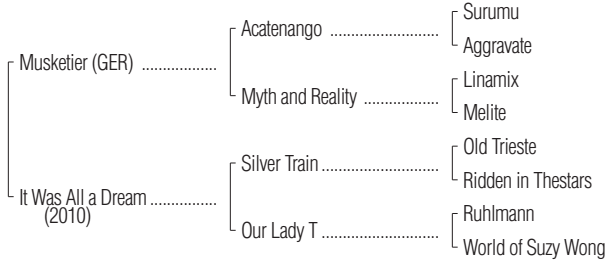 Surumu
Acatenango ..........................
Aggravate
Musketier (GER) ..................
Linamix
Myth and Reality ..................
Melite
Old Trieste
Silver Train ............................
Ridden in Thestars
It Was All a Dream ................
(2010)
Ruhlmann
Our Lady T ............................
World of Suzy Wong